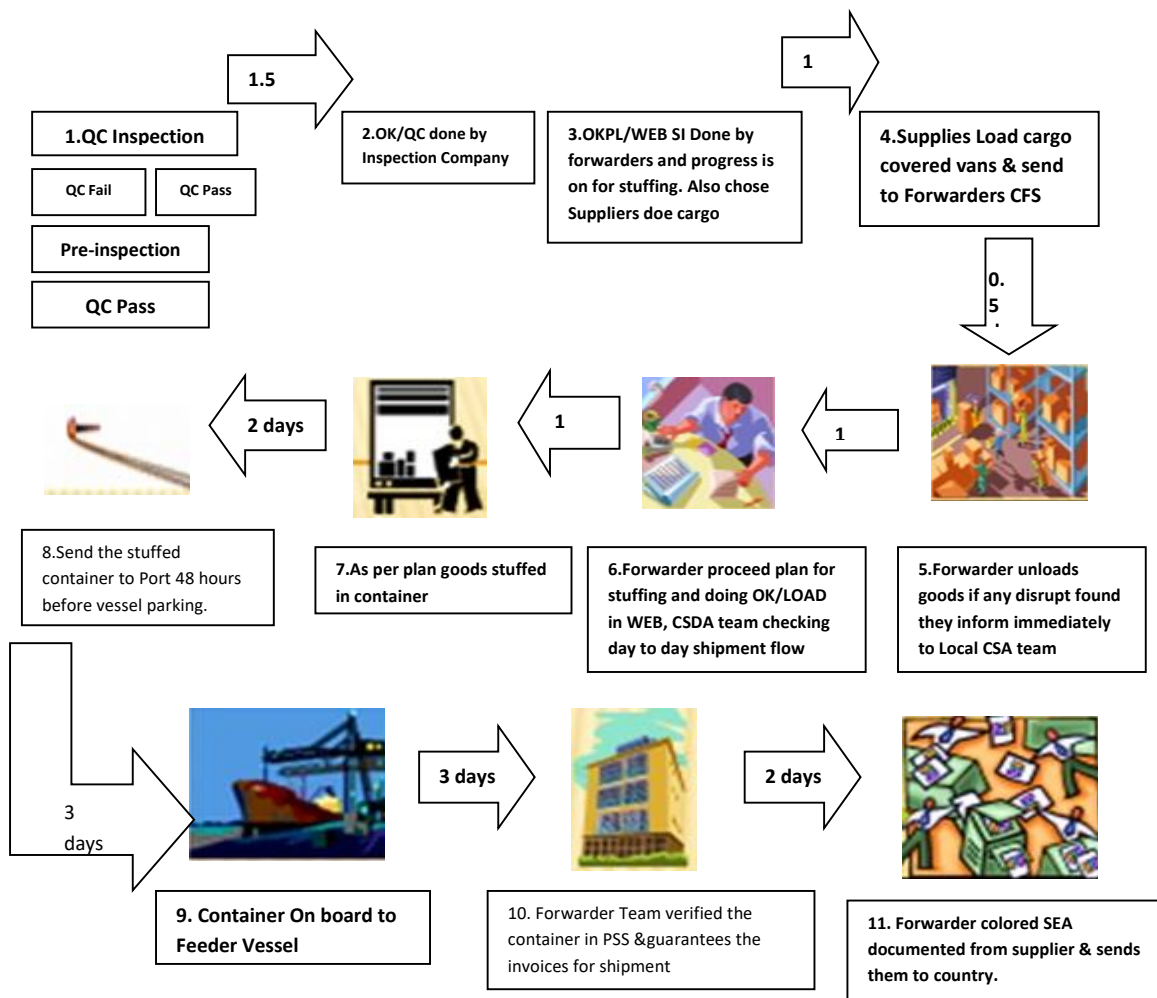 1.5
1
1.QC Inspection
QC Fail
QC Pass
Pre-inspection
QC Pass
2.OK/QC done by
Inspection Company
3.OKPL/WEB SI Done by
forwarders and progress is
on for stuffing. Also chose
Suppliers doe cargo
4.Supplies Load cargo
covered vans & send
to Forwarders CFS
0.
5
2 days
1
1
8.Send the stuffed
container to Port 48 hours
before vessel parking.
7.As per plan goods stuffed
in container
6.Forwarder proceed plan for
stuffing and doing OK/LOAD
in WEB, CSDA team checking
day to day shipment flow
5.Forwarder unloads
goods if any disrupt found
they inform immediately
to Local CSA team
3
days
3 days
2 days
9. Container On board to
Feeder Vessel
10. Forwarder Team verified the
container in PSS &guarantees the
invoices for shipment
11. Forwarder colored SEA
documented from supplier & sends
them to country.